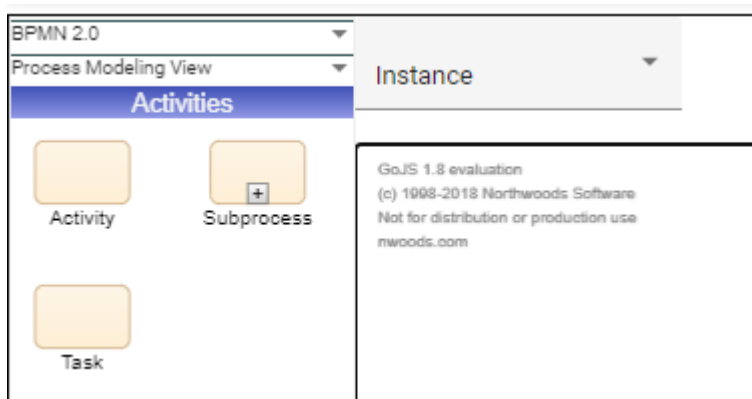 BPMN 2.0
Process Modeling View
Activities
Activity
Subprocess
Task
Instance
GoJS 1.8 evaluation
(c) 1998-2018 Northwoods Software
Not for distribution or production use
nwoods.com